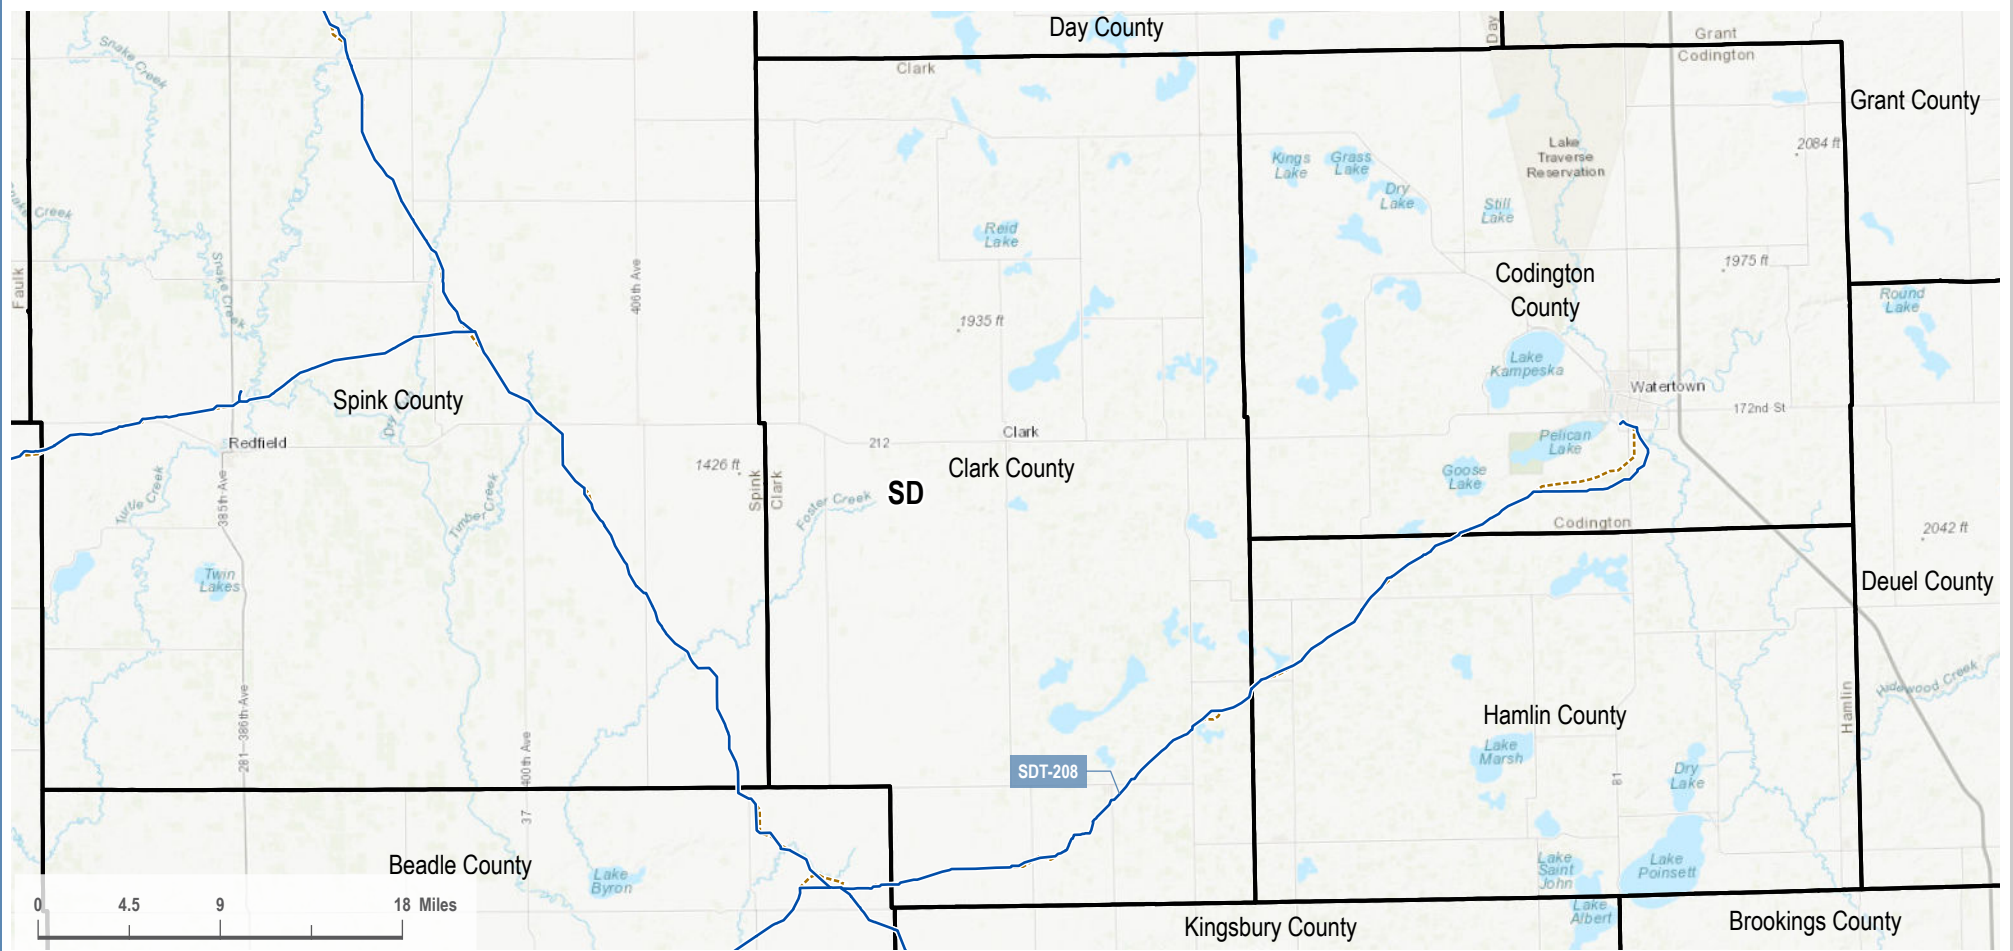 Day County
Day
Grant
Codington
Clark
Snake Creek
Grant County
2084 ft
Lake
Traverse
Reservation
Kings
Lake
Grass
Lake
Dry
Lake
Still
Lake
Creek
Reid
Lake
1975 ft
Codington
County
Faulk
Snake Creek
406th Ave
Round
Lake
1935 ft
Lake
Kampeska
Watertown
172nd St
Spink County
Dry
Redfield
Clark
212
Clark County
Pelican
Lake
1426 ft
Spink
Clark
Goose
Lake
SD
Turtle Creek
385th Ave
Timber Creek
Foster Creek
Codington
2042 ft
Twin
Lakes
Deuel County
281—386th Ave
Hamlin
Hidewood Creek
Hamlin County
400th Ave
37
SDT-208
Lake
Marsh
81
Dry
Lake
Beadle County
Lake
Byron
Lake
Saint
John
Lake
Poinsett
0 4.5 9 18 Miles
Lake
Albert
Kingsbury County
Brookings County